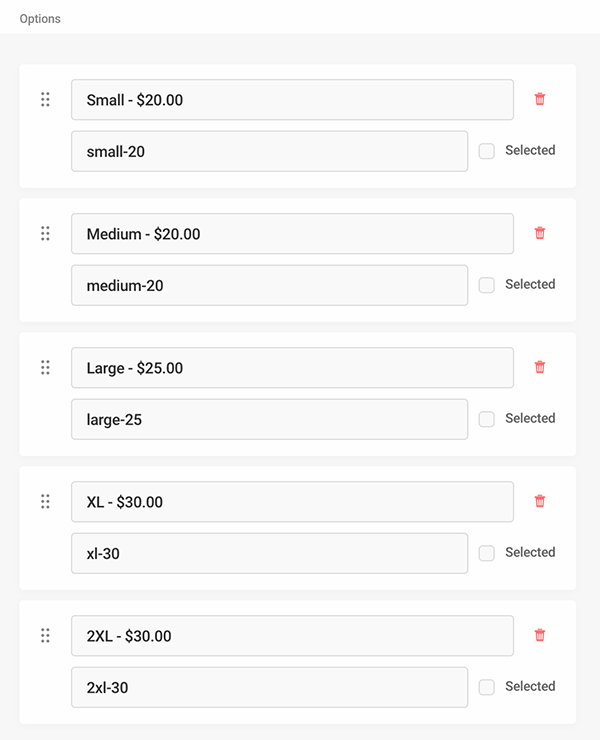 Options
Small - $20.00
small-20
Selected
Medium - $20.00
medium-20
Selected
Large - $25.00
large-25
Selected
XL - $30.00
xl-30
Selected
2XL - $30.00
2xl-30
Selected